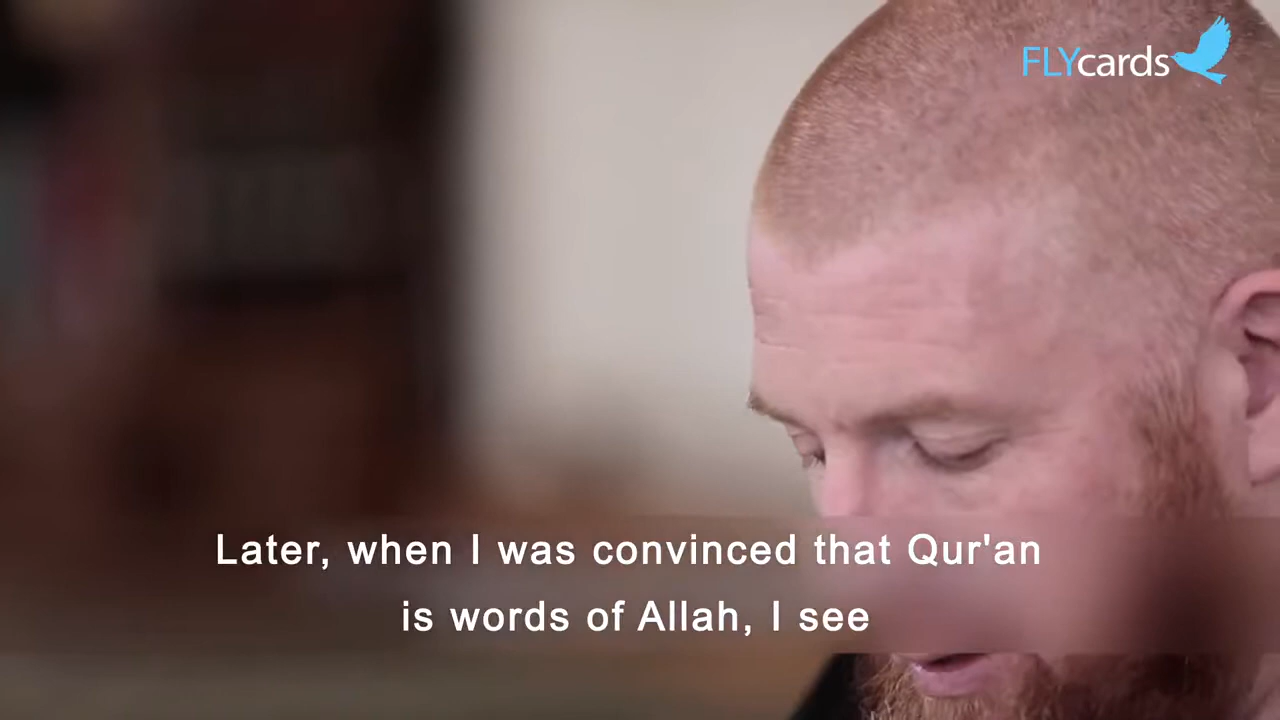 FLYcards
Later, when I was convinced that Qur'an
is words of Allah, I see